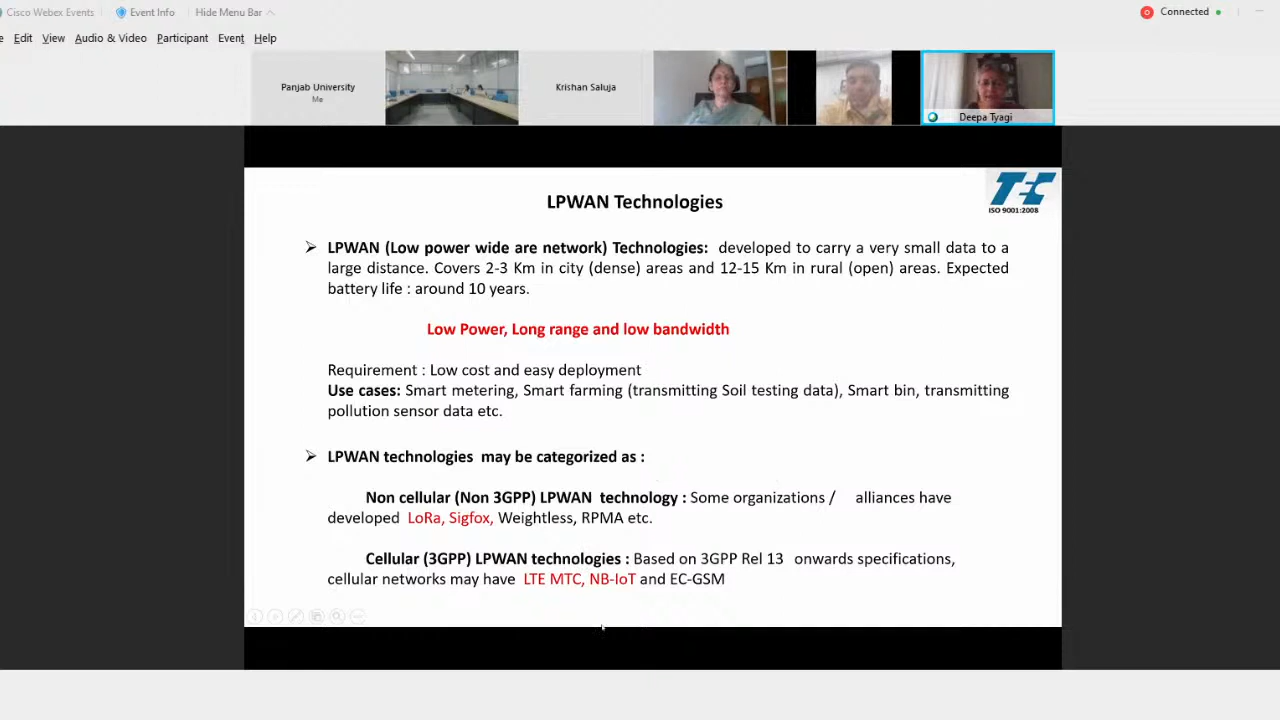 Cisco Webex Events Event Info Hide Menu Bar Connected
Edit View Audio & Video Participant Event Help
Panjab University
Me
Krishan Saluja
Deepa Tyagi
TEC
ISO 9001:2008
LPWAN Technologies
LPWAN (Low power wide are network) Technologies: developed to carry a very small data to a
large distance. Covers 2-3 Km in city (dense) areas and 12-15 Km in rural (open) areas. Expected
battery life : around 10 years.
Low Power, Long range and low bandwidth
Requirement : Low cost and easy deployment
Use cases: Smart metering, Smart farming (transmitting Soil testing data), Smart bin, transmitting
pollution sensor data etc.
LPWAN technologies may be categorized as :
Non cellular (Non 3GPP) LPWAN technology : Some organizations / alliances have
developed LoRa, Sigfox, Weightless, RPMA etc.
Cellular (3GPP) LPWAN technologies : Based on 3GPP Rel 13 onwards specifications,
cellular networks may have LTE MTC, NB-IoT and EC-GSM